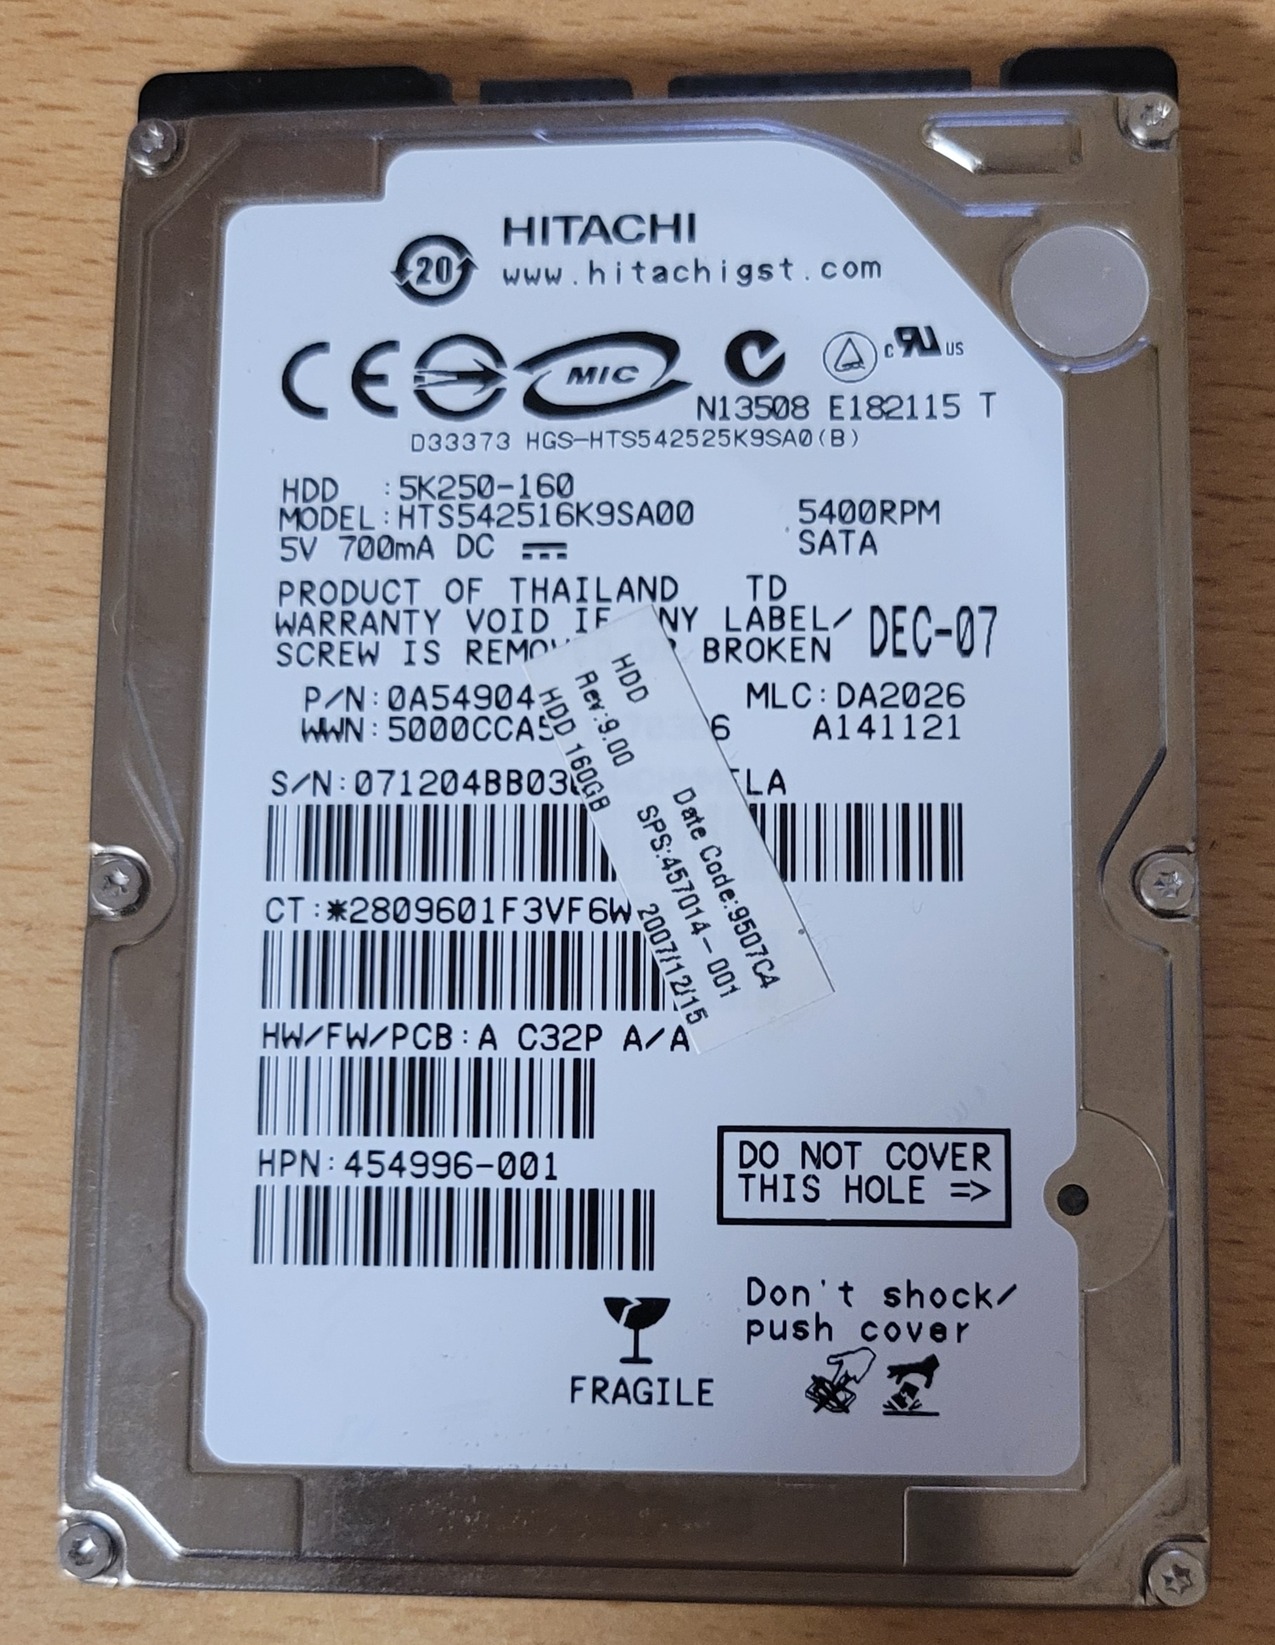 HITACHI
20
www.hitachigst.com
CE
MIC
c RU US
N13508 E182115 T
D33373 HGS-HTS542525K9SA0(B)
HDD :5K250-160
MODEL:HTS542516K9SA00 5400RPM
5V 700mA DC SATA
PRODUCT OF THAILAND TD
WARRANTY VOID IF NY LABEL/
SCREW IS BROKEN
DEC-07
P/N:0A54904 MLC:DA2026
WWN:5000CCA5 6 A141121
S/N:071204BB03 LA
CT:*2809601F3VF6W
HW/FW/PCB:A C32P A/A
HPN:454996-001
HDD
Rev:9.00 Date Code:9507CA
HDD 160GB SPS:457014-001
2007/12/15
DO NOT COVER
THIS HOLE =>
Don't shock/
push cover
FRAGILE